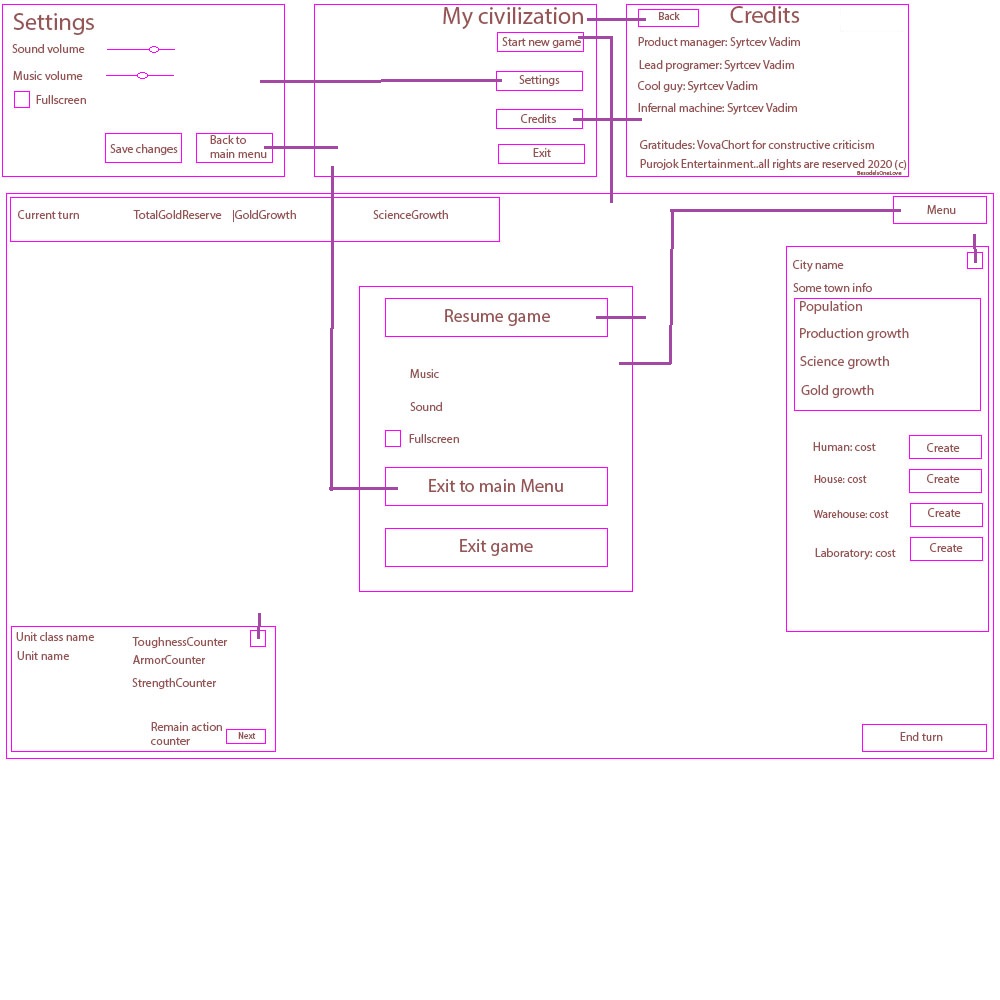 Settings
Sound volume
Music volume
Fullscreen
Save changes
Back to
main menu
My civilization
Start new game
Settings
Credits
Exit
Back
Credits
Product manager: Syrtcev Vadim
Lead programer: Syrtcev Vadim
Cool guy: Syrtcev Vadim
Infernal machine: Syrtcev Vadim
Gratitudes: VovaChort for constructive criticism
Purojok Entertainment..all rights are reserved 2020 (c)
BezodelsOneLove
Current turn TotalGoldReserve |GoldGrowth ScienceGrowth
Menu
City name
Some town info
Population
Production growth
Science growth
Gold growth
Human: cost Create
House: cost Create
Warehouse: cost Create
Laboratory: cost Create
Resume game
Music
Sound
Fullscreen
Exit to main Menu
Exit game
Unit class name
Unit name
ToughnessCounter
ArmorCounter
StrengthCounter
Remain action
counter
Next
End turn